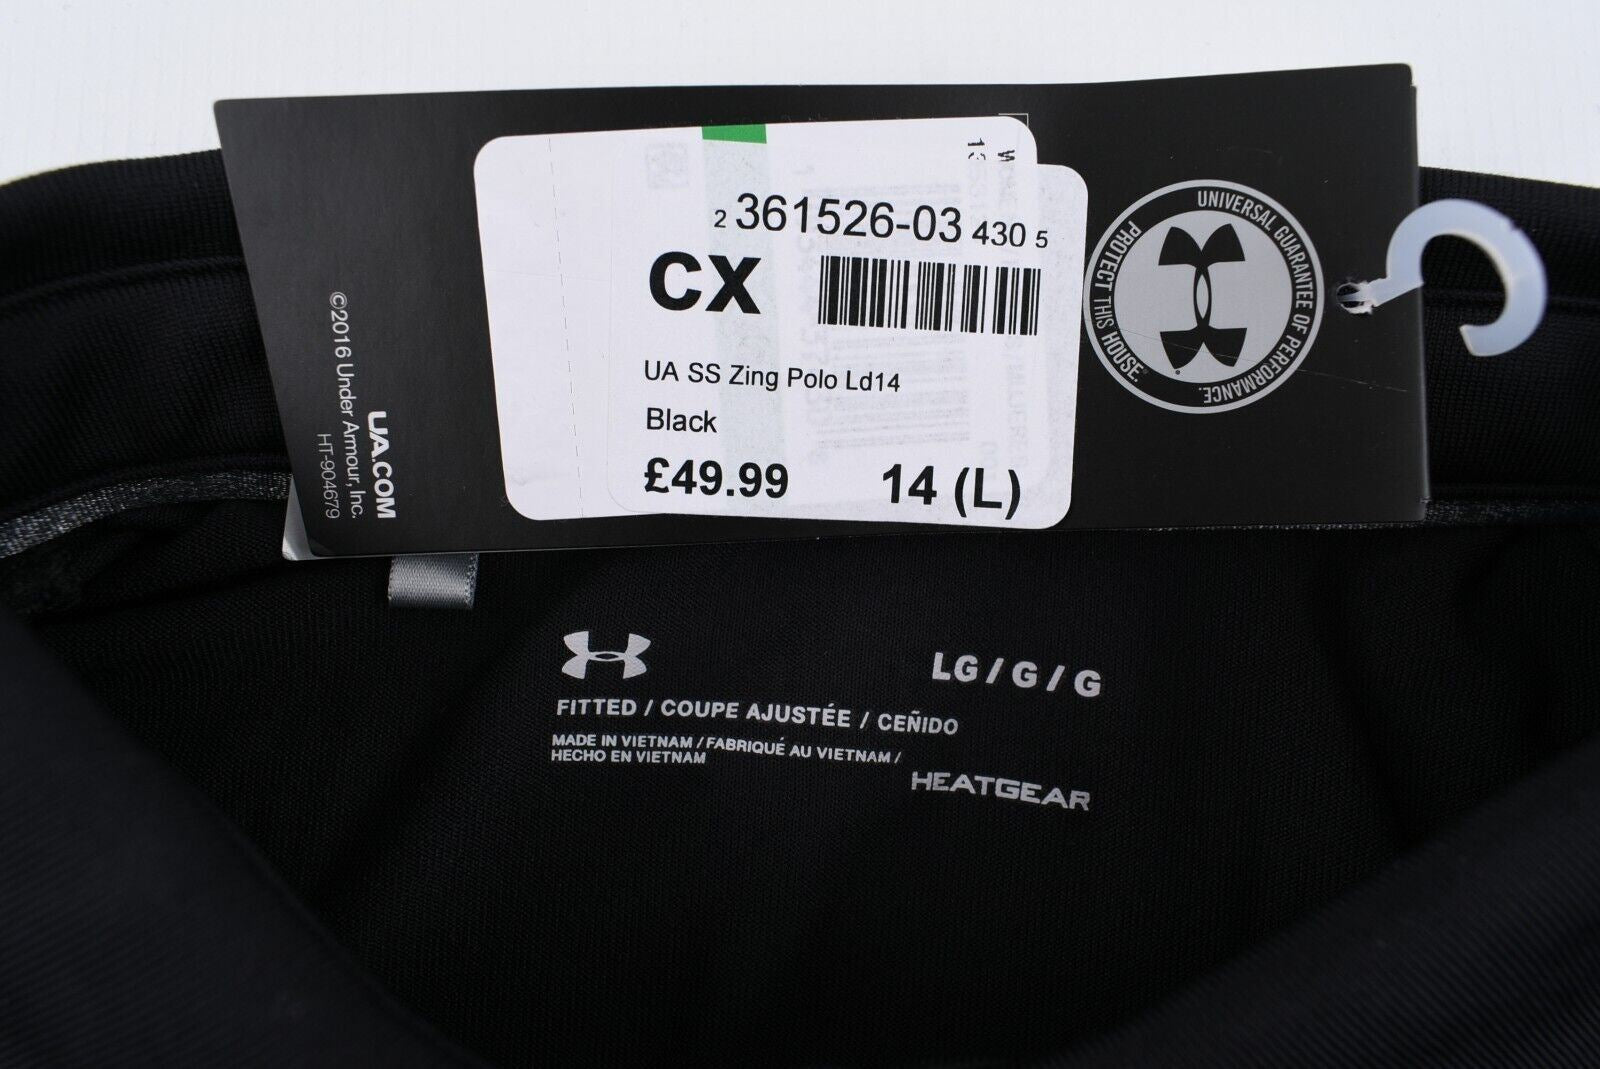 2 361526-03 430 5
CX
UA SS Zing Polo Ld14
Black
£49.99 14 (L)
UA.COM
©2016 Under Armour, Inc.
HT-904679
UNIVERSAL GUARANTEE OF PERFORMANCE.
PROTECT THIS HOUSE.®
LG / G / G
FITTED / COUPE AJUSTÉE / CEÑIDO
MADE IN VIETNAM / FABRIQUÉ AU VIETNAM /
HECHO EN VIETNAM
HEATGEAR